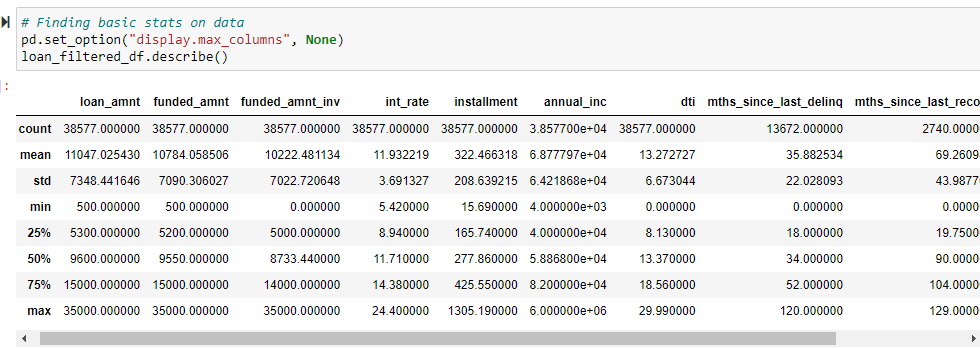 # Finding basic stats on data
pd.set_option("display.max_columns", None)
loan_filtered_df.describe()
:
loan_amnt funded_amnt funded_amnt_inv int_rate installment annual_inc dti mths_since_last_delinq mths_since_last_reco
count 38577.000000 38577.000000 38577.000000 38577.000000 38577.000000 3.857700e+04 38577.000000 13672.000000 2740.0000
mean 11047.025430 10784.058506 10222.481134 11.932219 322.466318 6.877797e+04 13.272727 35.882534 69.2609
std 7348.441646 7090.306027 7022.720648 3.691327 208.639215 6.421868e+04 6.673044 22.028093 43.9877
min 500.000000 500.000000 0.000000 5.420000 15.690000 4.000000e+03 0.000000 0.000000 0.0000
25% 5300.000000 5200.000000 5000.000000 8.940000 165.740000 4.000000e+04 8.130000 18.000000 19.7500
50% 9600.000000 9550.000000 8733.440000 11.710000 277.860000 5.886800e+04 13.370000 34.000000 90.0000
75% 15000.000000 15000.000000 14000.000000 14.380000 425.550000 8.200000e+04 18.560000 52.000000 104.0000
max 35000.000000 35000.000000 35000.000000 24.400000 1305.190000 6.000000e+06 29.990000 120.000000 129.0000